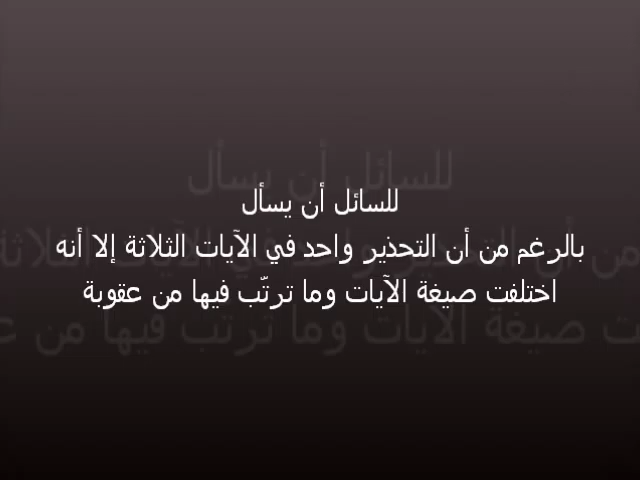 للسائل أن يسأل
بالرغم من أن التحذير واحد في الآيات الثلاثة إلا أنه
اختلفت صيغة الآيات وما ترتّب فيها من عقوبة